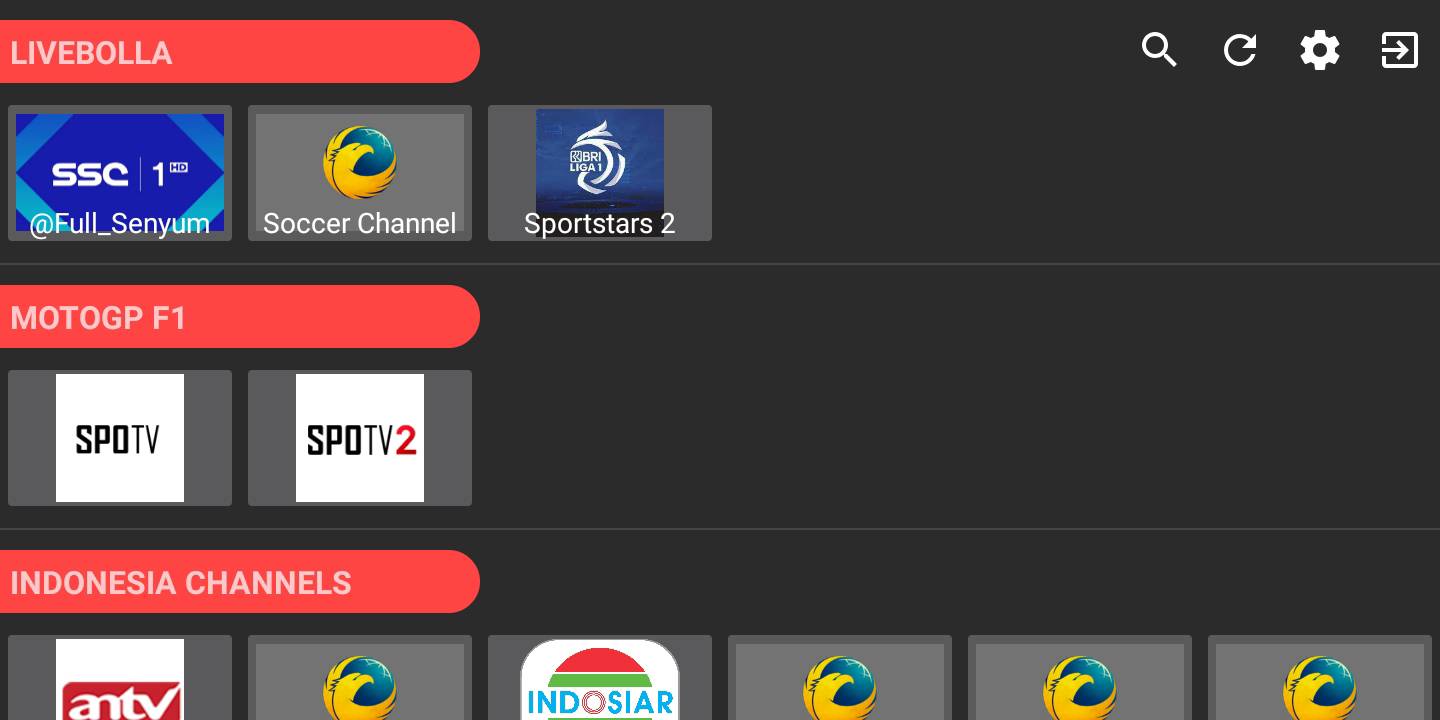 LIVEBOLLA
SSC 1 HD
@Full_Senyum
Soccer Channel
BRI
LIGA 1
Sportstars 2
MOTOGP F1
SPOTV
SPOTV2
INDONESIA CHANNELS
antv
INDOSIAR